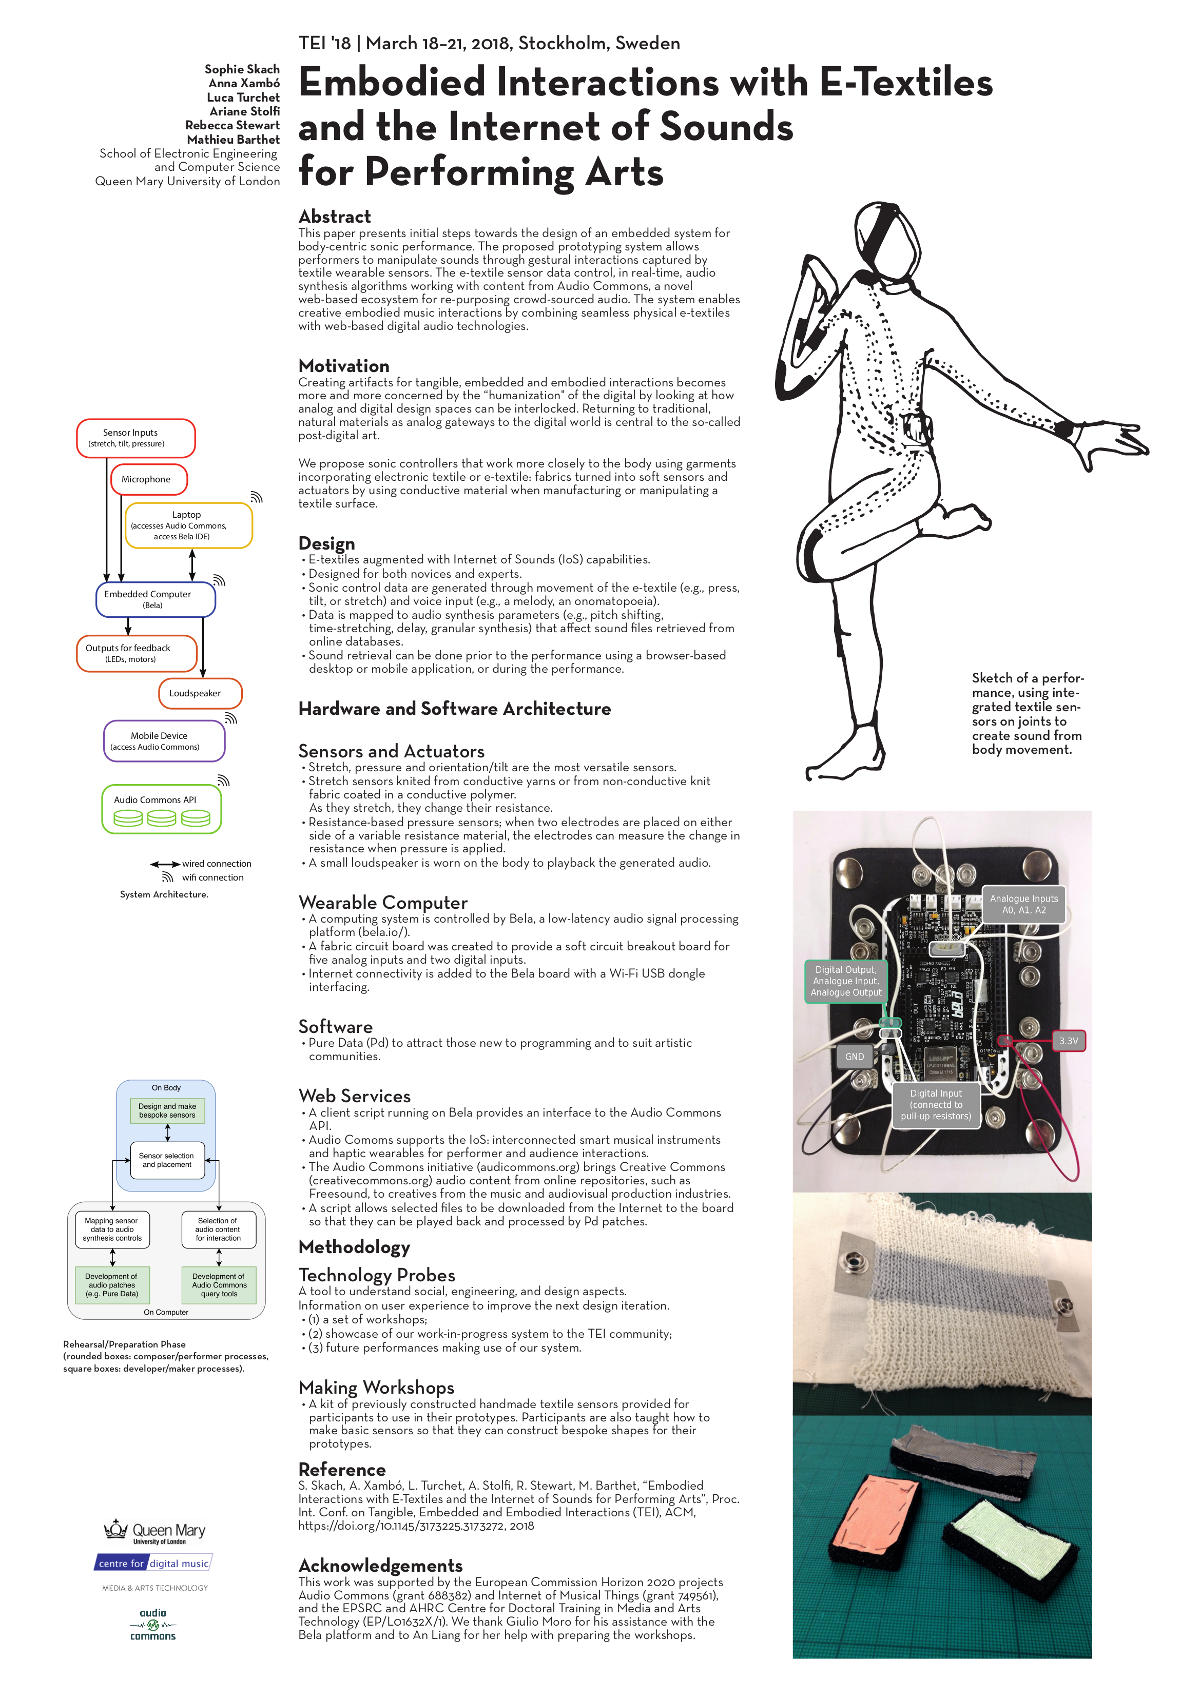 TEI '18 | March 18–21, 2018, Stockholm, Sweden
Embodied Interactions with E-Textiles
and the Internet of Sounds
for Performing Arts
Sophie Skach
Anna Xambó
Luca Turchet
Ariane Stolfi
Rebecca Stewart
Mathieu Barthet
School of Electronic Engineering
and Computer Science
Queen Mary University of London
Abstract
This paper presents initial steps towards the design of an embedded system for
body-centric sonic performance. The proposed prototyping system allows
performers to manipulate sounds through gestural interactions captured by
textile wearable sensors. The e-textile sensor data control, in real-time, audio
synthesis algorithms working with content from Audio Commons, a novel
web-based ecosystem for re-purposing crowd-sourced audio. The system enables
creative embodied music interactions by combining seamless physical e-textiles
with web-based digital audio technologies.
Motivation
Creating artifacts for tangible, embedded and embodied interactions becomes
more and more concerned by the "humanization" of the digital by looking at how
analog and digital design spaces can be interlocked. Returning to traditional,
natural materials as analog gateways to the digital world is central to the so-called
post-digital art.
We propose sonic controllers that work more closely to the body using garments
incorporating electronic textile or e-textile: fabrics turned into soft sensors and
actuators by using conductive material when manufacturing or manipulating a
textile surface.
Design
• E-textiles augmented with Internet of Sounds (IoS) capabilities.
• Designed for both novices and experts.
• Sonic control data are generated through movement of the e-textile (e.g., press,
tilt, or stretch) and voice input (e.g., a melody, an onomatopoeia).
• Data is mapped to audio synthesis parameters (e.g., pitch shifting,
time-stretching, delay, granular synthesis) that affect sound files retrieved from
online databases.
• Sound retrieval can be done prior to the performance using a browser-based
desktop or mobile application, or during the performance.
Hardware and Software Architecture
Sensors and Actuators
• Stretch, pressure and orientation/tilt are the most versatile sensors.
• Stretch sensors knited from conductive yarns or from non-conductive knit
fabric coated in a conductive polymer.
As they stretch, they change their resistance.
• Resistance-based pressure sensors; when two electrodes are placed on either
side of a variable resistance material, the electrodes can measure the change in
resistance when pressure is applied.
• A small loudspeaker is worn on the body to playback the generated audio.
Wearable Computer
• A computing system is controlled by Bela, a low-latency audio signal processing
platform (bela.io/).
• A fabric circuit board was created to provide a soft circuit breakout board for
five analog inputs and two digital inputs.
• Internet connectivity is added to the Bela board with a Wi-Fi USB dongle
interfacing.
Software
• Pure Data (Pd) to attract those new to programming and to suit artistic
communities.
Web Services
• A client script running on Bela provides an interface to the Audio Commons
API.
• Audio Comoms supports the IoS: interconnected smart musical instruments
and haptic wearables for performer and audience interactions.
• The Audio Commons initiative (audicommons.org) brings Creative Commons
(creativecommons.org) audio content from online repositories, such as
Freesound, to creatives from the music and audiovisual production industries.
• A script allows selected files to be downloaded from the Internet to the board
so that they can be played back and processed by Pd patches.
Methodology
Technology Probes
A tool to understand social, engineering, and design aspects.
Information on user experience to improve the next design iteration.
• (1) a set of workshops;
• (2) showcase of our work-in-progress system to the TEI community;
• (3) future performances making use of our system.
Making Workshops
• A kit of previously constructed handmade textile sensors provided for
participants to use in their prototypes. Participants are also taught how to
make basic sensors so that they can construct bespoke shapes for their
prototypes.
Reference
S. Skach, A. Xambó, L. Turchet, A. Stolfi, R. Stewart, M. Barthet, "Embodied
Interactions with E-Textiles and the Internet of Sounds for Performing Arts", Proc.
Int. Conf. on Tangible, Embedded and Embodied Interactions (TEI), ACM,
https://doi.org/10.1145/3173225.3173272, 2018
Acknowledgements
This work was supported by the European Commission Horizon 2020 projects
Audio Commons (grant 688382) and Internet of Musical Things (grant 749561),
and the EPSRC and AHRC Centre for Doctoral Training in Media and Arts
Technology (EP/L01632X/1). We thank Giulio Moro for his assistance with the
Bela platform and to An Liang for her help with preparing the workshops.
Sensor Inputs
(stretch, tilt, pressure)
Microphone
Laptop
(accesses Audio Commons,
access Bela IDE)
Embedded Computer
(Bela)
Outputs for feedback
(LEDs, motors)
Loudspeaker
Mobile Device
(access Audio Commons)
Audio Commons API
wired connection
wifi connection
System Architecture.
On Body
Design and make
bespoke sensors
Sensor selection
and placement
Mapping sensor
data to audio
synthesis controls
Selection of
audio content
for interaction
Development of
audio patches
(e.g. Pure Data)
Development of
Audio Commons
query tools
On Computer
Rehearsal/Preparation Phase
(rounded boxes: composer/performer processes,
square boxes: developer/maker processes).
Queen Mary
University of London
centre for digital music
MEDIA & ARTS TECHNOLOGY
audio
commons
Sketch of a perfor-
mance, using inte-
grated textile sen-
sors on joints to
create sound from
body movement.
Analogue Inputs
A0, A1, A2
Digital Output,
Analogue Input,
Analogue Output
bela
GND
3.3V
Digital Input
(connectd to
pull-up resistors)